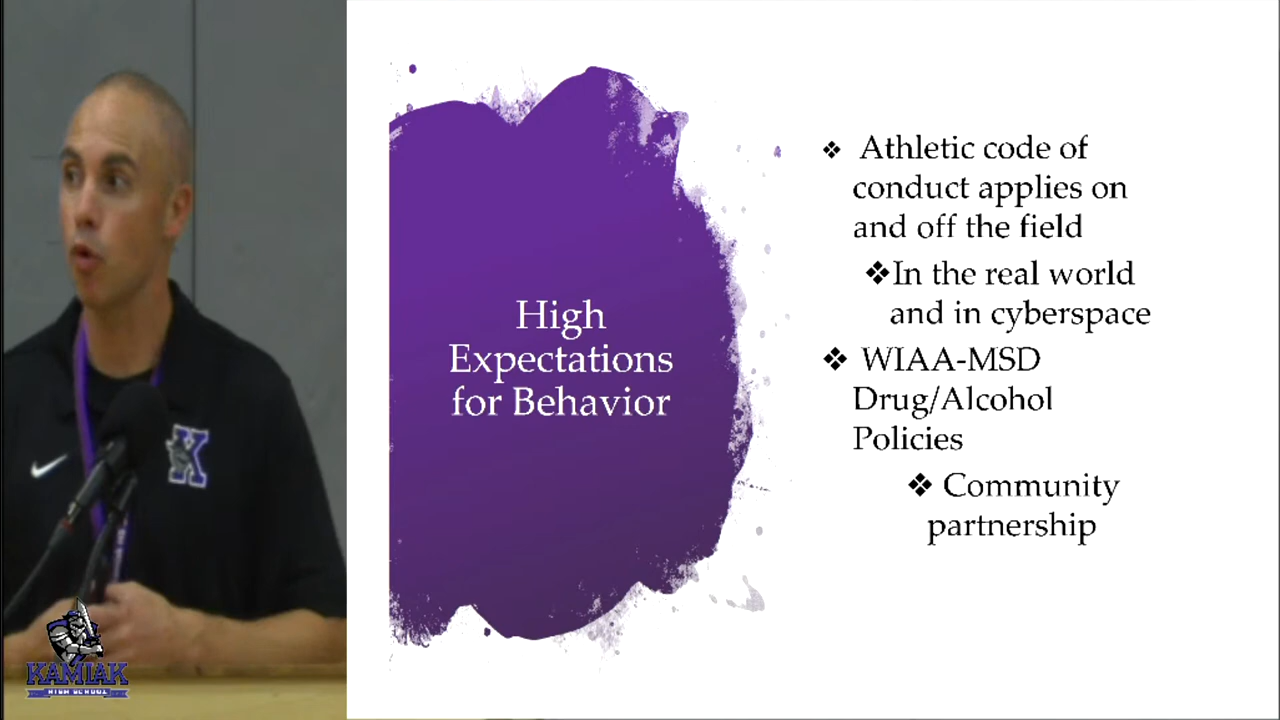 High
Expectations
for Behavior
❖ Athletic code of
conduct applies on
and off the field
❖In the real world
and in cyberspace
❖ WIAA-MSD
Drug/Alcohol
Policies
❖ Community
partnership
K
KAMIAK
HIGH SCHOOL